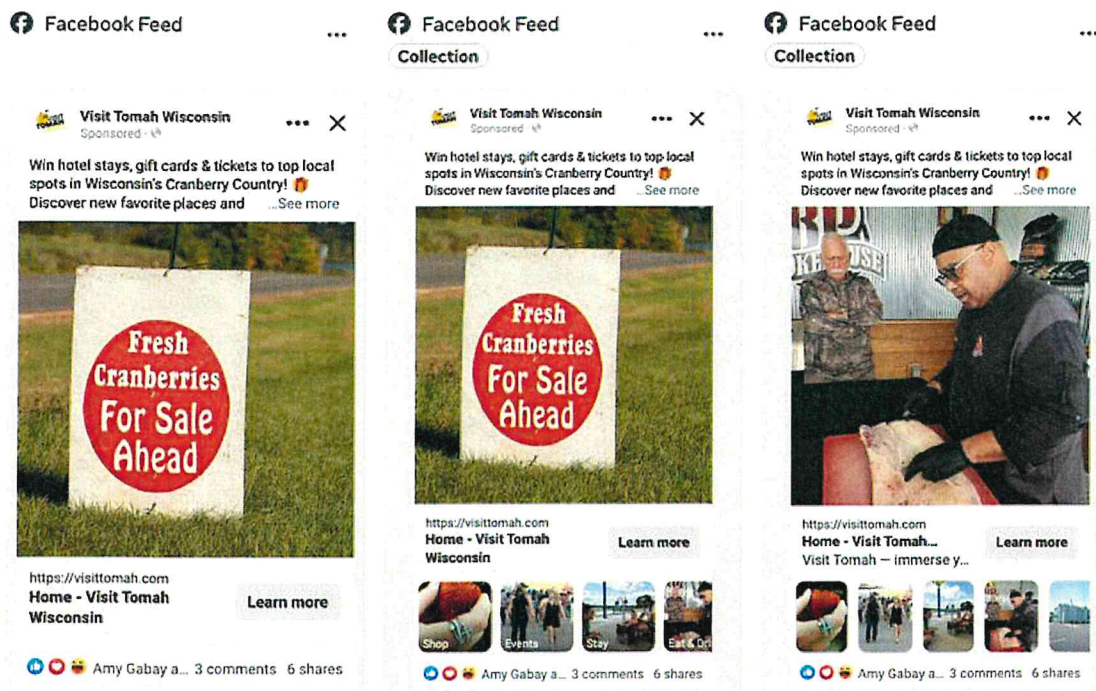 Facebook Feed
Visit Tomah Wisconsin
Sponsored
Win hotel stays, gift cards & tickets to top local
spots in Wisconsin's Cranberry Country!
Discover new favorite places and ...See more
Fresh
Cranberries
For Sale
Ahead
https://visittomah.com
Home - Visit Tomah
Wisconsin
Learn more
Amy Gabay a... 3 comments 6 shares
Facebook Feed
Collection
Visit Tomah Wisconsin
Sponsored
Win hotel stays, gift cards & tickets to top local
spots in Wisconsin's Cranberry Country!
Discover new favorite places and ...See more
Fresh
Cranberries
For Sale
Ahead
https://visittomah.com
Home - Visit Tomah
Wisconsin
Learn more
Shop
Events
Stay
Eat & Dri
Amy Gabay a... 3 comments 6 shares
Facebook Feed
Collection
Visit Tomah Wisconsin
Sponsored
Win hotel stays, gift cards & tickets to top local
spots in Wisconsin's Cranberry Country!
Discover new favorite places and ...See more
https://visittomah.com
Home - Visit Tomah...
Visit Tomah — immerse y...
Learn more
Amy Gabay a... 3 comments 6 shares